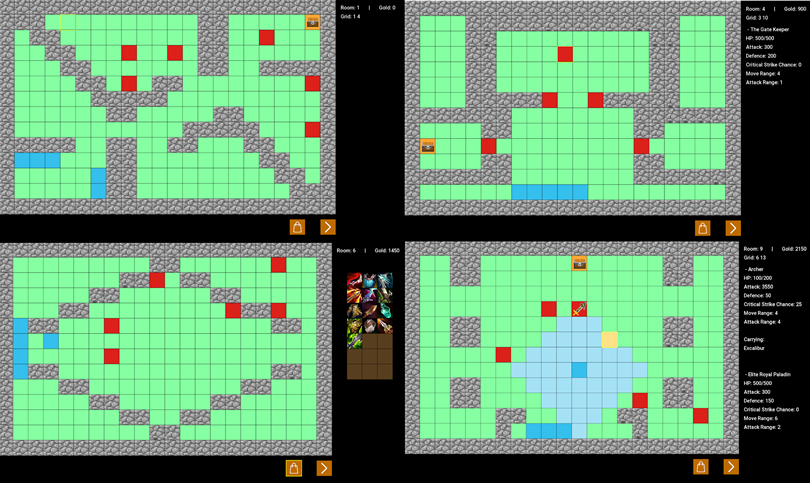 Room: 1 | Gold: 0
Grid: 1 4
Room: 4 | Gold: 900
Grid: 3 10
- The Gate Keeper
HP: 500/500
Attack: 300
Defence: 200
Critical Strike Chance: 0
Move Range: 4
Attack Range: 1
Room: 6 | Gold: 1450
Room: 9 | Gold: 2150
Grid: 6 13
- Archer
HP: 100/200
Attack: 3550
Defence: 50
Critical Strike Chance: 25
Move Range: 4
Attack Range: 4
Carrying:
Excalibur
- Elite Royal Paladin
HP: 500/500
Attack: 300
Defence: 150
Critical Strike Chance: 0
Move Range: 6
Attack Range: 2